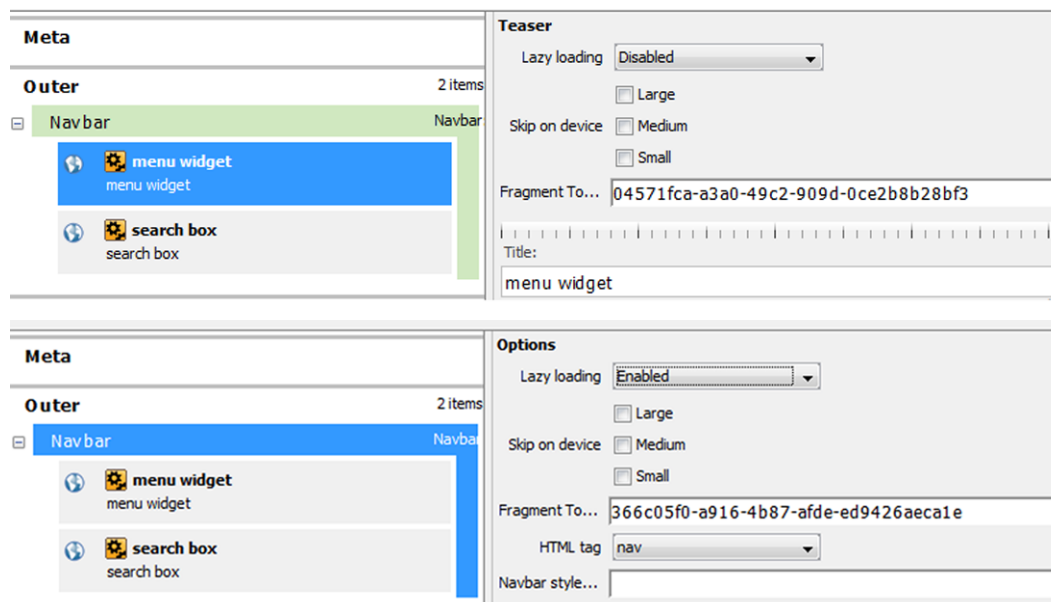 Meta
Outer 2 items
Navbar Navbar
menu widget
menu widget
search box
search box
Teaser
Lazy loading Disabled
Large
Skip on device Medium
Small
Fragment To... 04571fca-a3a0-49c2-909d-0ce2b8b28bf3
Title:
menu widget
Meta
Outer 2 items
Navbar Navbar
menu widget
menu widget
search box
search box
Options
Lazy loading Enabled
Large
Skip on device Medium
Small
Fragment To... 366c05f0-a916-4b87-afde-ed9426aeca1e
HTML tag nav
Navbar style...